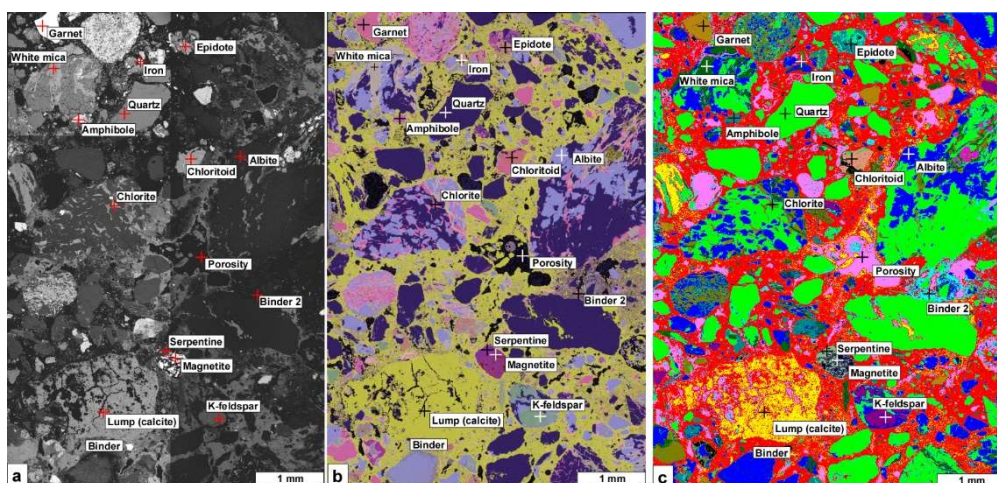 Garnet
Epidote
White mica
Iron
Quartz
Amphibole
Albite
Chloritoid
Chlorite
Porosity
Binder 2
Serpentine
Magnetite
K-feldspar
Lump (calcite)
Binder
a
1 mm
Garnet
Epidote
White mica
Iron
Quartz
Amphibole
Albite
Chloritoid
Chlorite
Porosity
Binder 2
Serpentine
Magnetite
K-feldspar
Lump (calcite)
Binder
b
1 mm
Garnet
Epidote
White mica
Iron
Quartz
Amphibole
Albite
Chloritoid
Chlorite
Porosity
Binder 2
Serpentine
Magnetite
K-feldspar
Lump (calcite)
Binder
c
1 mm